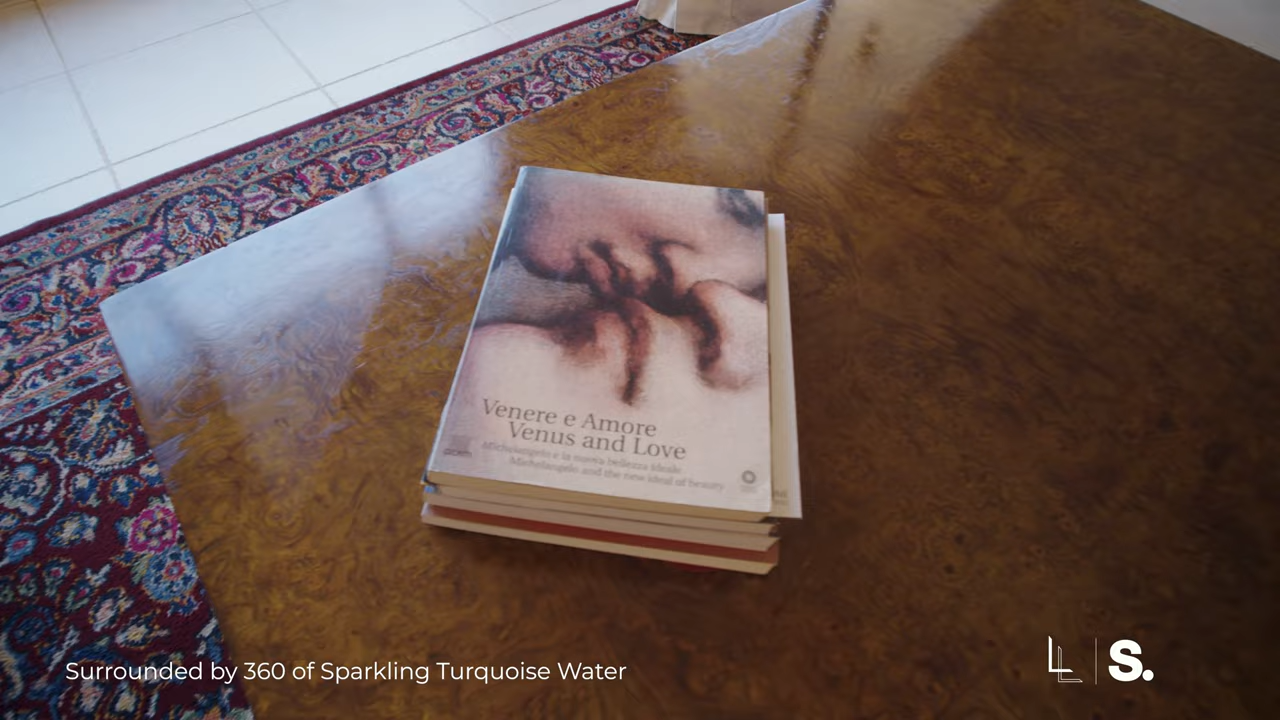 Venere e Amore
Venus and Love
Michelangelo e la nuova bellezza ideale
Michelangelo and the new ideal of beauty
Surrounded by 360 of Sparkling Turquoise Water
S.